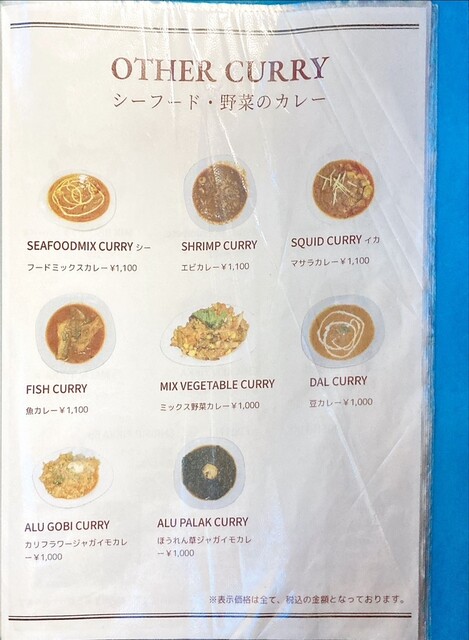 OTHER CURRY
シーフード・野菜のカレー
SEAFOODMIX CURRY シー
フードミックスカレー ¥1,100
SHRIMP CURRY
エビカレー ¥1,100
SQUID CURRY イカ
マサラカレー ¥ 1,100
FISH CURRY
魚カレー ¥ 1,100
MIX VEGETABLE CURRY
ミックス野菜カレー ¥1,000
DAL CURRY
豆カレー ¥1,000
ALU GOBI CURRY
カリフラワージャガイモカレ
ー ¥1,000
ALU PALAK CURRY
ほうれん草ジャガイモカレ
ー ¥1,000
※表示価格は全て、税込の金額となっております。